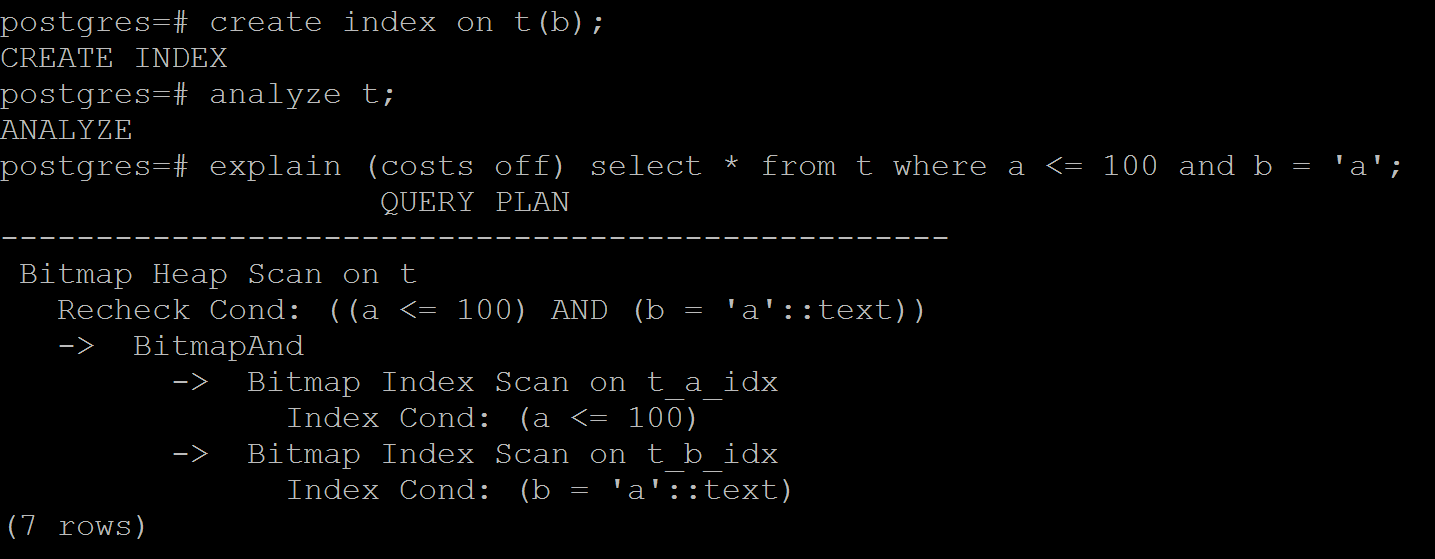 postgres=# create index on t(b);
CREATE INDEX
postgres=# analyze t;
ANALYZE
postgres=# explain (costs off) select * from t where a <= 100 and b = 'a';
                    QUERY PLAN
--------------------------------------------------
 Bitmap Heap Scan on t
   Recheck Cond: ((a <= 100) AND (b = 'a'::text))
   ->  BitmapAnd
         ->  Bitmap Index Scan on t_a_idx
               Index Cond: (a <= 100)
         ->  Bitmap Index Scan on t_b_idx
               Index Cond: (b = 'a'::text)
(7 rows)